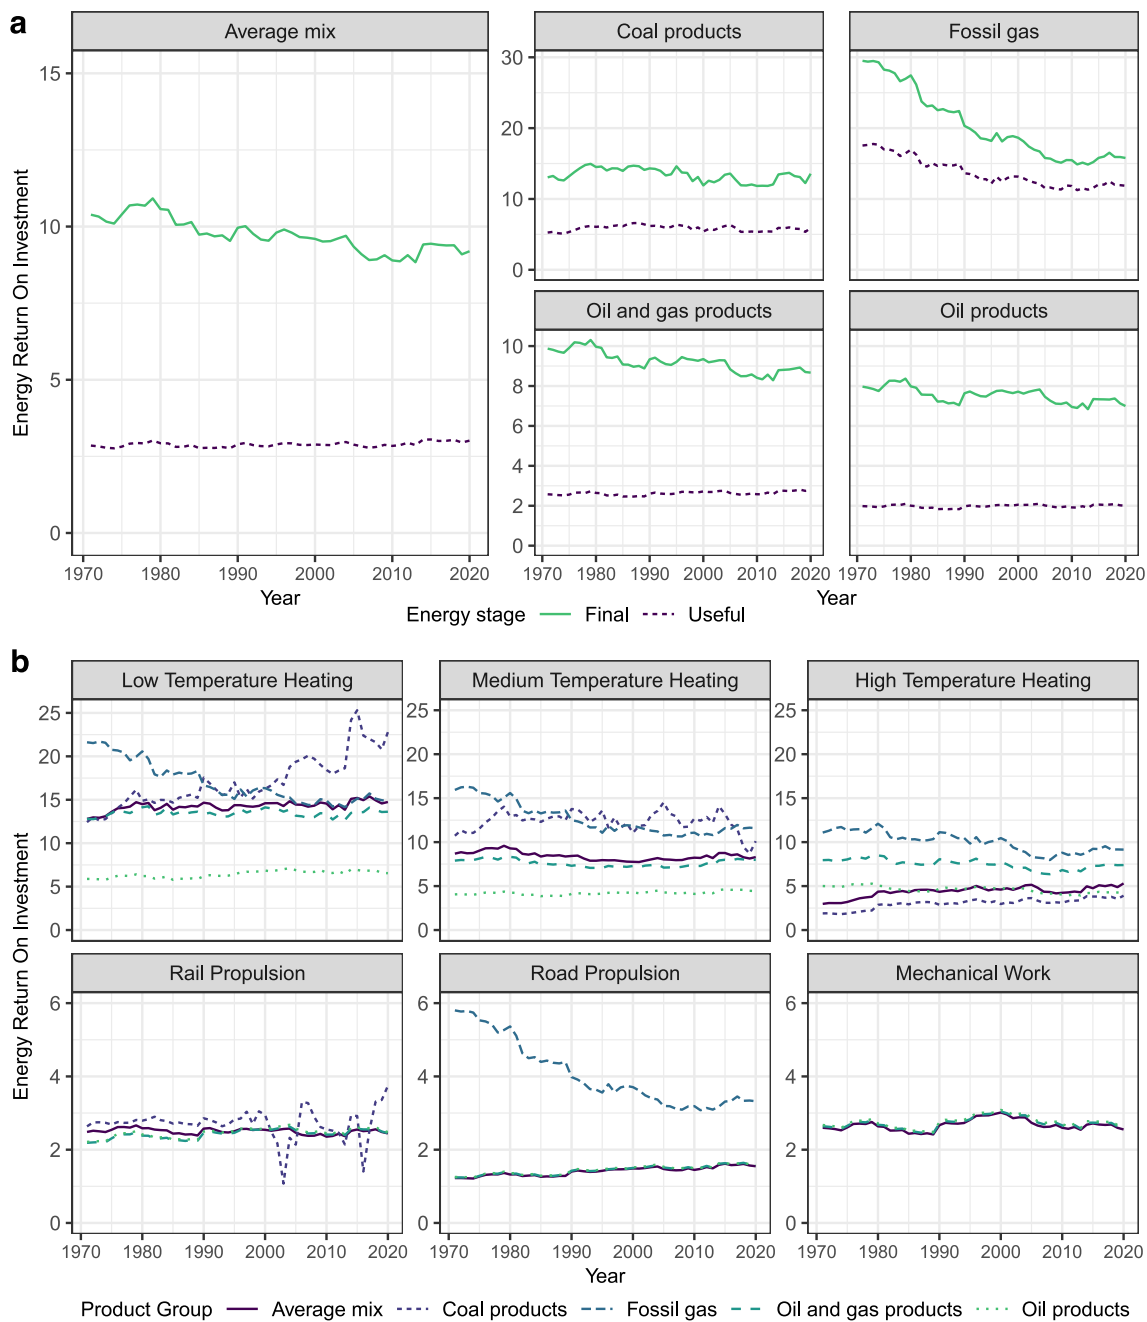 a
Average mix
Coal products
Fossil gas
Energy Return On Investment
15
10
5
0
30
20
10
0
Oil and gas products
Oil products
10
8
6
4
2
0
1970 1980 1990 2000 2010 2020
1970 1980 1990 2000 2010 2020
1970 1980 1990 2000 2010 2020
Year
Year
Energy stage Final Useful
b
Low Temperature Heating
Medium Temperature Heating
High Temperature Heating
Energy Return On Investment
25
20
15
10
5
0
25
20
15
10
5
0
25
20
15
10
5
0
Rail Propulsion
Road Propulsion
Mechanical Work
6
4
2
0
6
4
2
0
6
4
2
0
1970 1980 1990 2000 2010 2020
1970 1980 1990 2000 2010 2020
1970 1980 1990 2000 2010 2020
Year
Product Group Average mix Coal products Fossil gas Oil and gas products Oil products